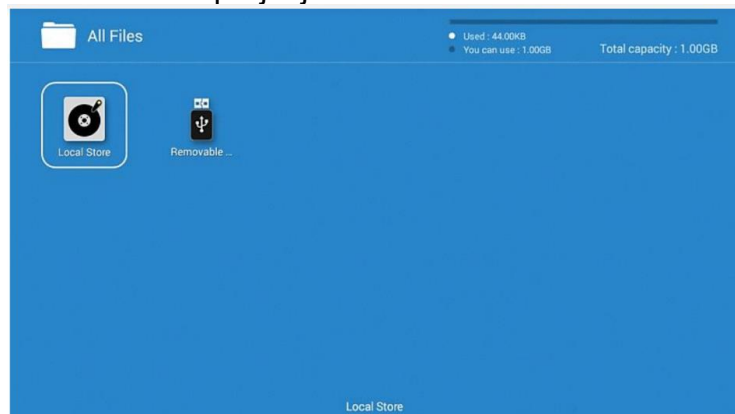 All Files
Used : 44.00KB
You can use : 1.00GB
Total capacity : 1.00GB
Local Store
Removable ...
Local Store